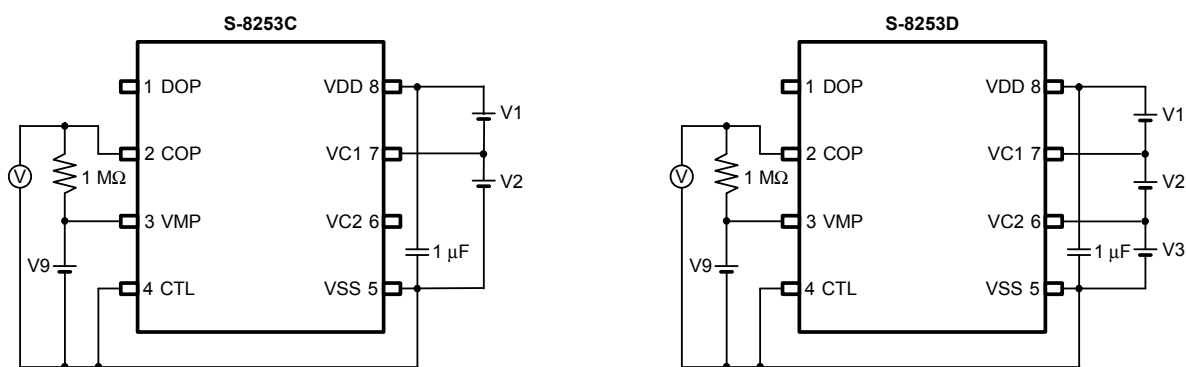 S-8253C
1 DOP
VDD 8
V1
2 COP
VC1 7
V
1 MΩ
V2
3 VMP
VC2 6
V9
1 μF
4 CTL
VSS 5
S-8253D
1 DOP
VDD 8
V1
2 COP
VC1 7
V
1 MΩ
V2
3 VMP
VC2 6
V9
1 μF
V3
4 CTL
VSS 5